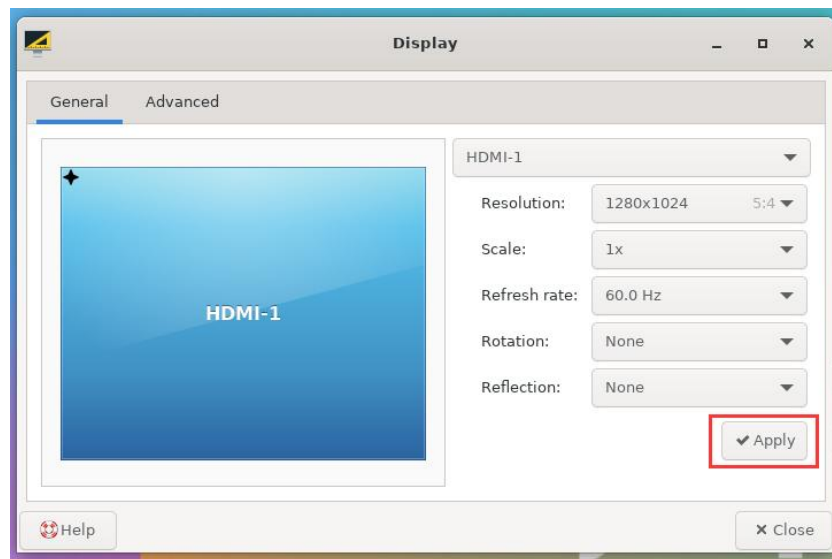 Display
General Advanced
HDMI-1
HDMI-1
Resolution: 1280x1024 5:4
Scale: 1x
Refresh rate: 60.0 Hz
Rotation: None
Reflection: None
Apply
Help
Close